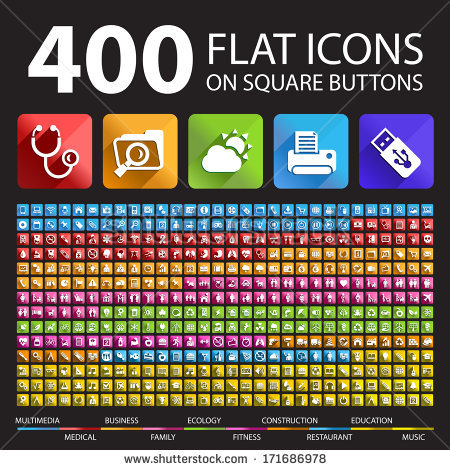 400 FLAT ICONS
ON SQUARE BUTTONS
shutterstock
MULTIMEDIA BUSINESS ECOLOGY CONSTRUCTION EDUCATION
MEDICAL FAMILY FITNESS RESTAURANT MUSIC
www.shutterstock.com · 171686978